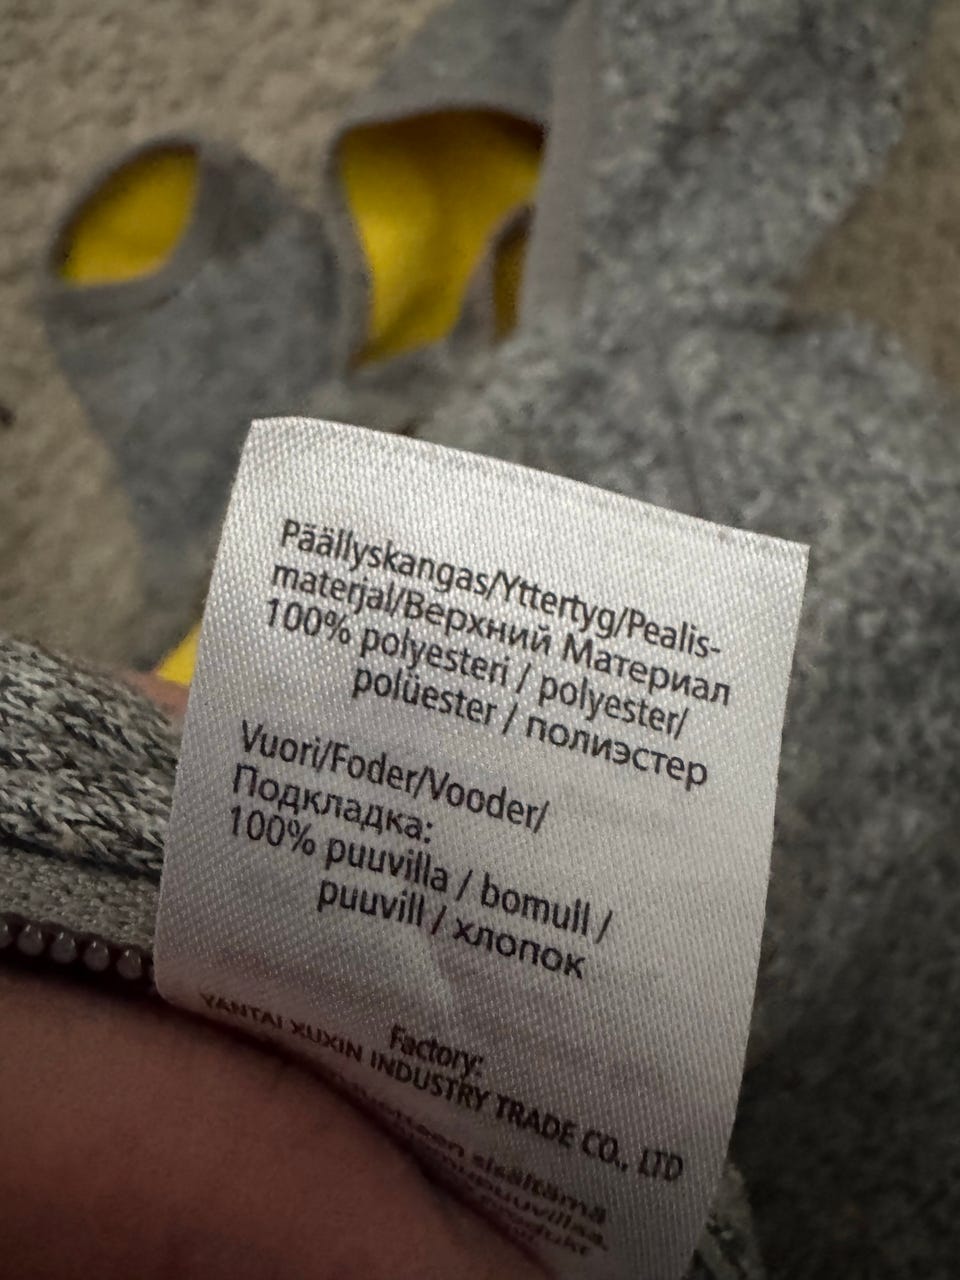 Päällyskangas/Yttertyg/Pealis-
materjal/Верхний Материал
100% polyesteri / polyester/
polüester / полиэстер
Vuori/Foder/Vooder/
Подкладка:
100% puuvilla / bomull /
puuvill / хлопок
Factory:
YANTAI XUXIN INDUSTRY TRADE CO., LTD
sisältämä